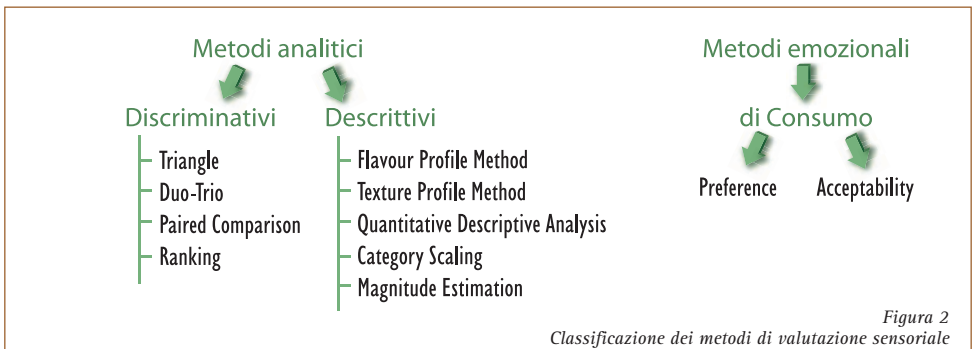 Metodi analitici
Discriminativi
Triangle
Duo-Trio
Paired Comparison
Ranking
Descrittivi
Flavour Profile Method
Texture Profile Method
Quantitative Descriptive Analysis
Category Scaling
Magnitude Estimation
Metodi emozionali
di Consumo
Preference
Acceptability
Figura 2
Classificazione dei metodi di valutazione sensoriale